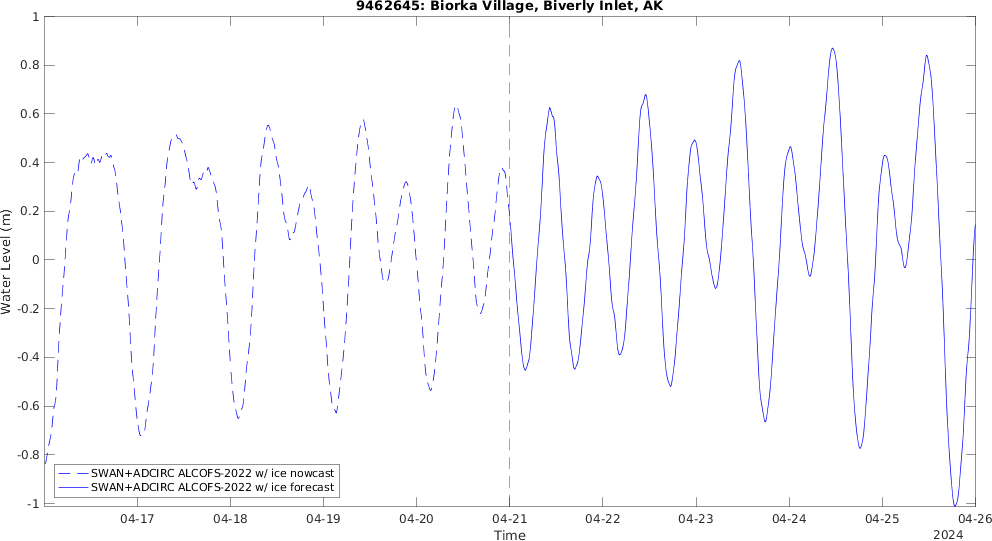 9462645: Biorka Village, Biverly Inlet, AK
Water Level (m)
1
0.8
0.6
0.4
0.2
0
-0.2
-0.4
-0.6
-0.8
-1
SWAN+ADCIRC ALCOFS-2022 w/ ice nowcast
SWAN+ADCIRC ALCOFS-2022 w/ ice forecast
04-17 04-18 04-19 04-20 04-21 04-22 04-23 04-24 04-25 04-26
Time
2024